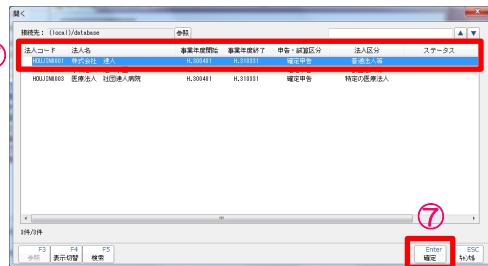 開く
接続先: (local)/database 参照
法人コード 法人名 事業年度開始 事業年度終了 申告・決算区分 法人区分 ステータス
HOUJIN0001 株式会社 達人 H.300401 H.310331 確定申告 普通法人等
HOUJIN0003 医療法人 社団達人病院 H.300401 H.310331 確定申告 特定の医療法人
3件/3件
⑦
F3 F4 F5 Enter ESC
参照 表示切替 検索 確定 ｷｬﾝｾﾙ